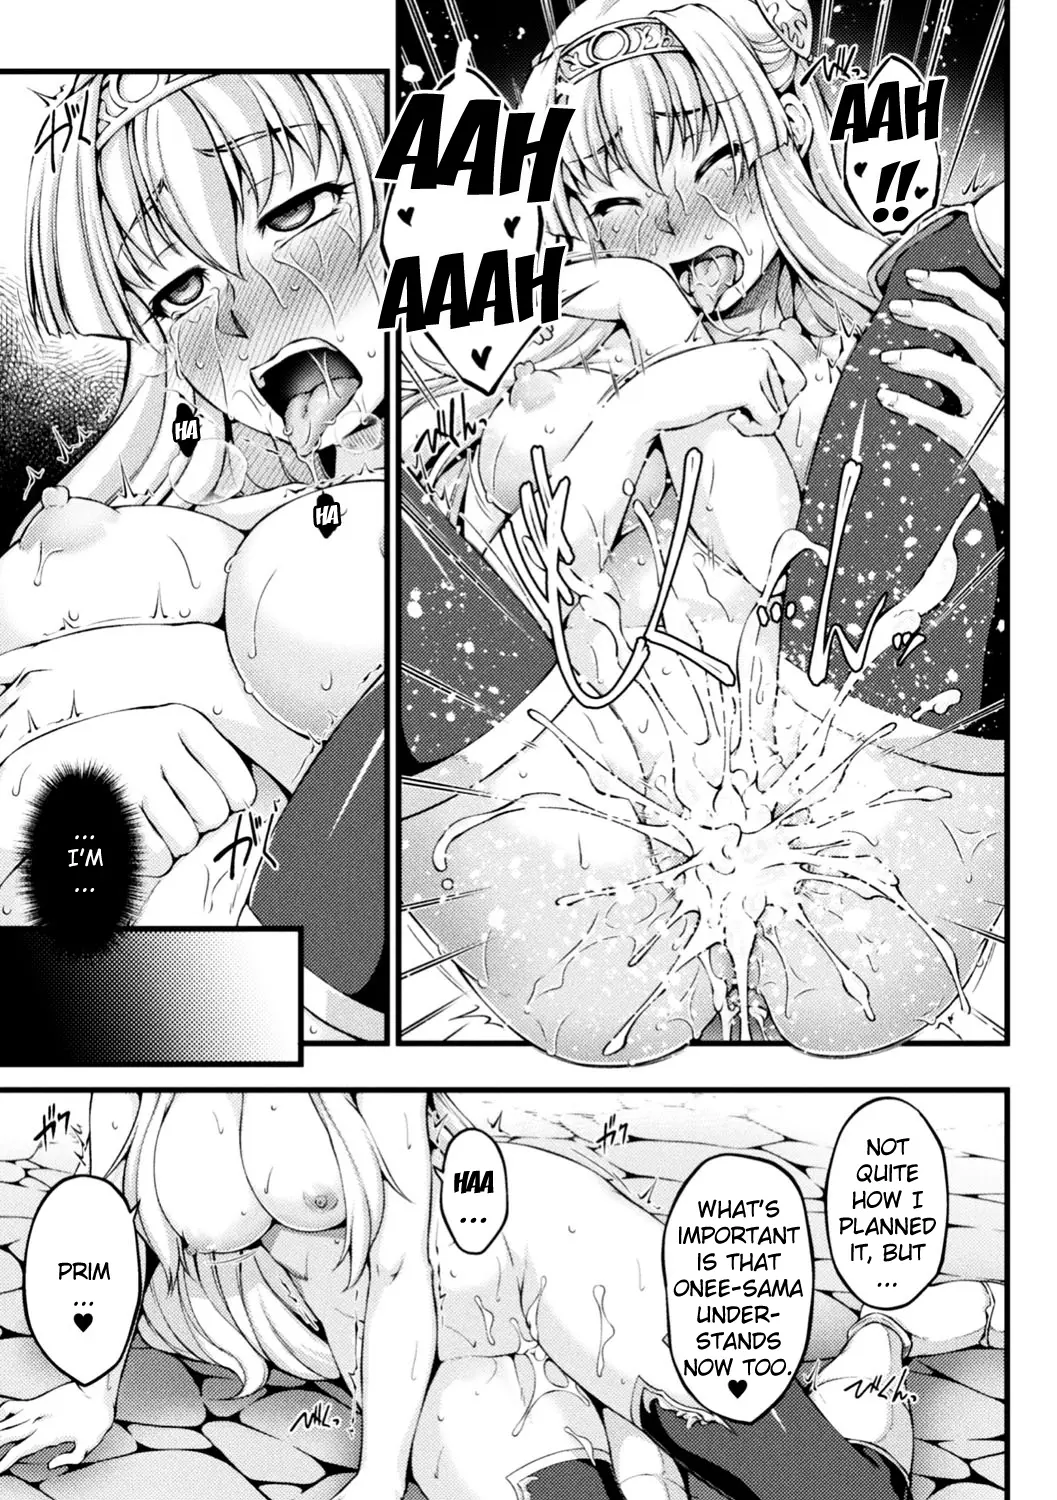 AAH
!!
AAH
AAAH
HA
HA
...
I'M
...
NOT
QUITE
HOW I
PLANNED
IT, BUT
...
WHAT'S
IMPORTANT
IS THAT
ONEE-SAMA
UNDER-
STANDS
NOW TOO.
♥
HAA
...
PRIM
...
♥